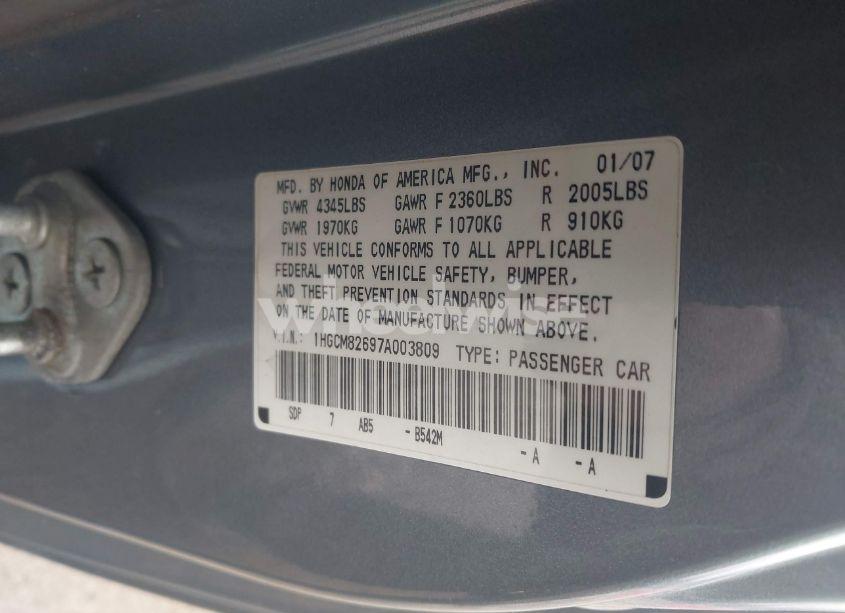 MFD. BY HONDA OF AMERICA MFG., INC. 01/07
GVWR 4345LBS GAWR F 2360LBS R 2005LBS
GVWR 1970KG GAWR F 1070KG R 910KG
THIS VEHICLE CONFORMS TO ALL APPLICABLE
FEDERAL MOTOR VEHICLE SAFETY, BUMPER,
AND THEFT PREVENTION STANDARDS IN EFFECT
ON THE DATE OF MANUFACTURE SHOWN ABOVE.
wheelwise
V.I.N.: 1HGCM82697A003809 TYPE: PASSENGER CAR
SDP 7 AB5 - B542M - A - A